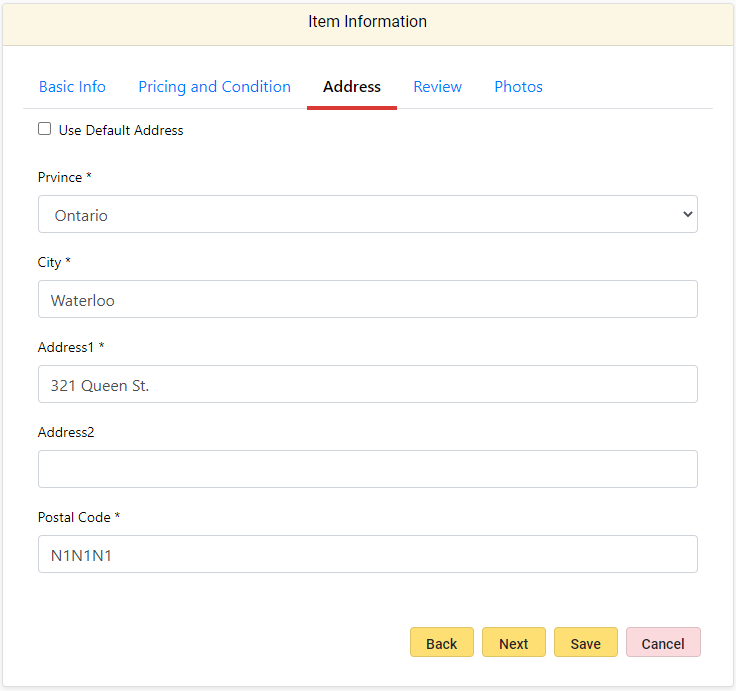 Item Information
Basic Info Pricing and Condition Address Review Photos
Use Default Address
Prvince *
Ontario
City *
Waterloo
Address1 *
321 Queen St.
Address2
Postal Code *
N1N1N1
Back Next Save Cancel